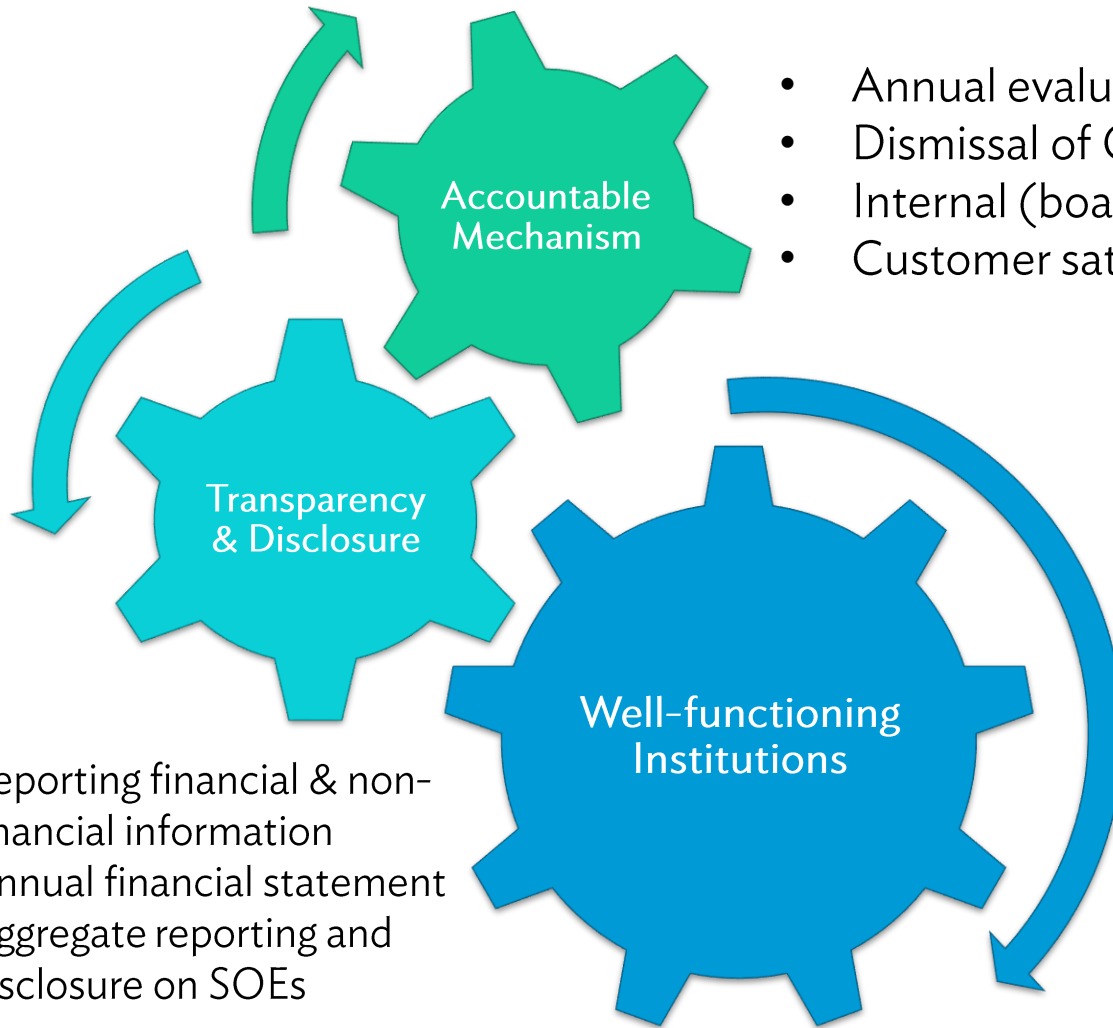 • Annual evalu
• Dismissal of
• Internal (boa
• Customer sat
Accountable
Mechanism
Transparency
& Disclosure
Well-functioning
Institutions
eporting financial & non-
nancial information
nnual financial statement
ggregate reporting and
sclosure on SOEs